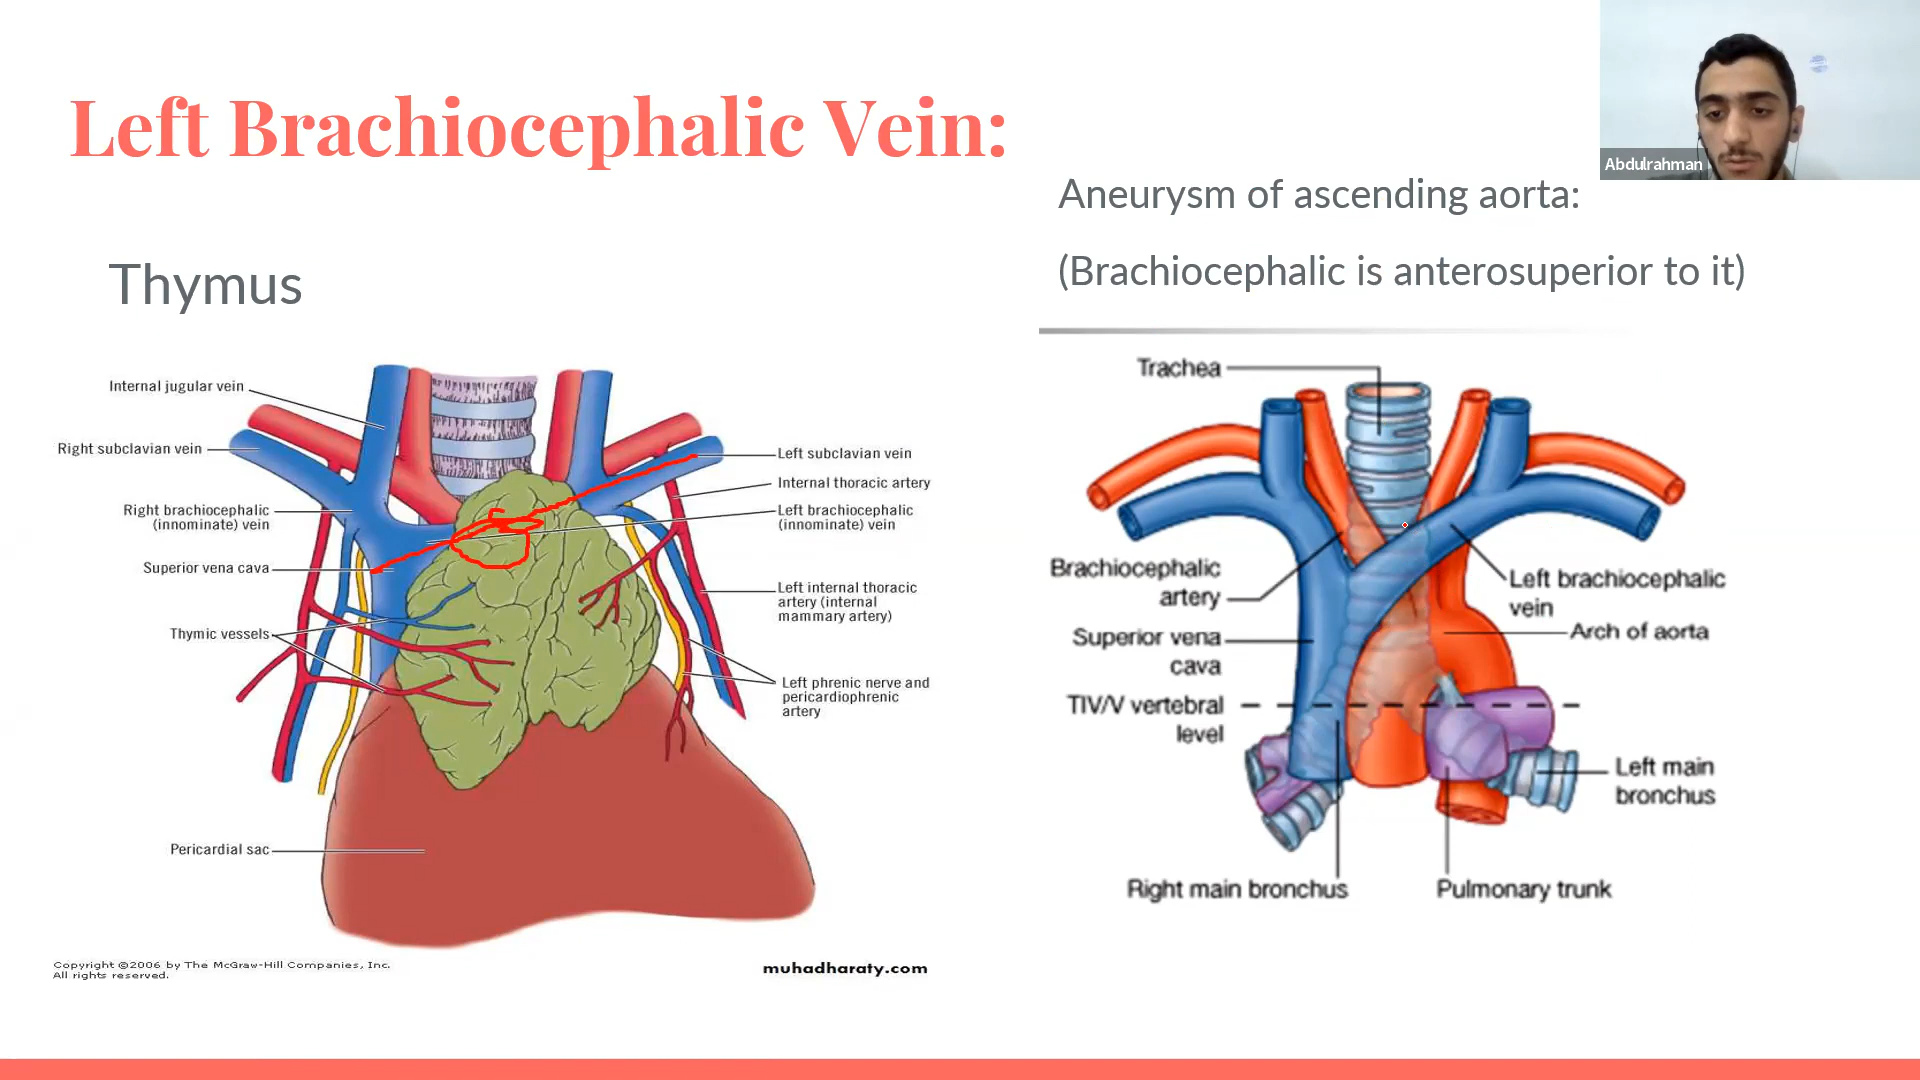 Left Brachiocephalic Vein:
Abdulrahman
Aneurysm of ascending aorta:
(Brachiocephalic is anterosuperior to it)
Thymus
Internal jugular vein
Right subclavian vein
Right brachiocephalic
(innominate) vein
Superior vena cava
Thymic vessels
Pericardial sac
Left subclavian vein
Internal thoracic artery
Left brachiocephalic
(innominate) vein
Left internal thoracic
artery (internal
mammary artery)
Left phrenic nerve and
pericardiophrenic
artery
Copyright ©2006 by The McGraw-Hill Companies, Inc.
All rights reserved.
muhadharaty.com
Trachea
Brachiocephalic
artery
Superior vena
cava
TIV/V vertebral
level
Left brachiocephalic
vein
Arch of aorta
Left main
bronchus
Right main bronchus
Pulmonary trunk